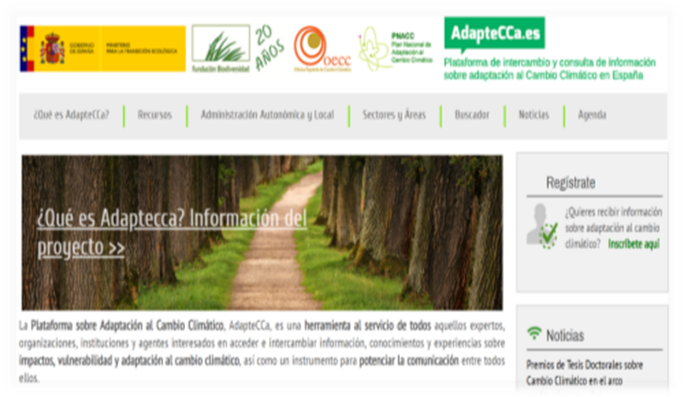 GOBIERNO
DE ESPAÑA
MINISTERIO
PARA LA TRANSICIÓN ECOLÓGICA
Fundación Biodiversidad
20
AÑOS
oecc
Oficina Española de Cambio Climático
PNACC
Plan Nacional de
Adaptación al
Cambio Climático
AdapteCCa.es
Plataforma de intercambio y consulta de información
sobre adaptación al Cambio Climático en España
¿Qué es AdapteCCa?
Recursos
Administración Autonómica y Local
Sectores y Áreas
Buscador
Noticias
Agenda
¿Qué es Adaptecca? Información del
proyecto >>
La Plataforma sobre Adaptación al Cambio Climático, AdapteCCa, es una herramienta al servicio de todos aquellos expertos,
organizaciones, instituciones y agentes interesados en acceder e intercambiar información, conocimientos y experiencias sobre
impactos, vulnerabilidad y adaptación al cambio climático, así como un instrumento para potenciar la comunicación entre todos
ellos.
Regístrate
¿Quieres recibir información
sobre adaptación al cambio
climático? Inscríbete aquí
Noticias
Premios de Tesis Doctorales sobre
Cambio Climático en el arco